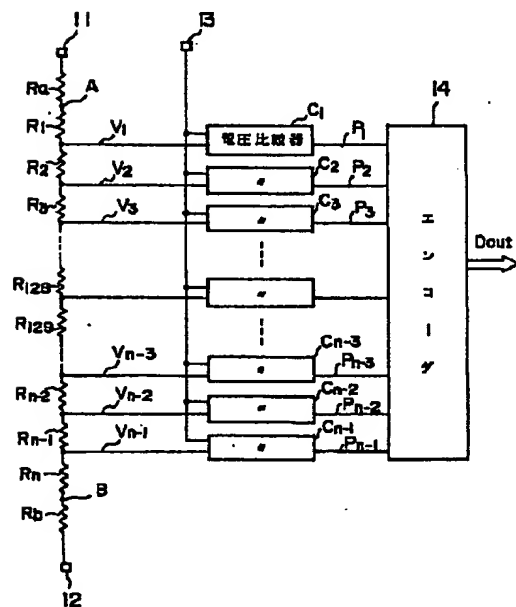 11
13
Ra
A
R1
V1
C1
電圧比較器
P1
14
R2
V2
C2
〃
P2
R3
V3
C3
〃
P3
エンコーダ
Dout
R128
〃
R129
Vn-3
Cn-3
〃
Pn-3
Rn-2
Vn-2
Cn-2
〃
Pn-2
Rn-1
Vn-1
Cn-1
〃
Pn-1
Rn
B
Rb
12